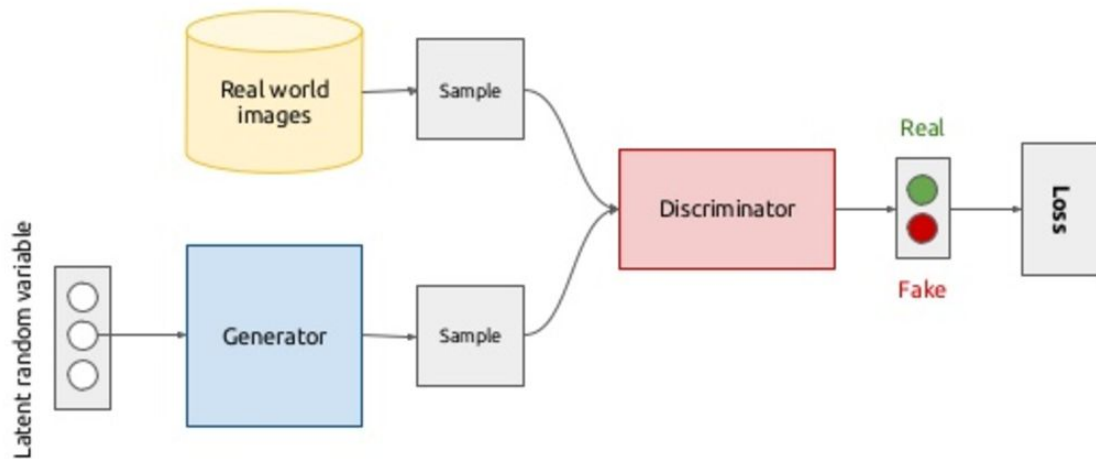 Real world
images
Sample
Real
Discriminator
Loss
Fake
Latent random variable
Generator
Sample